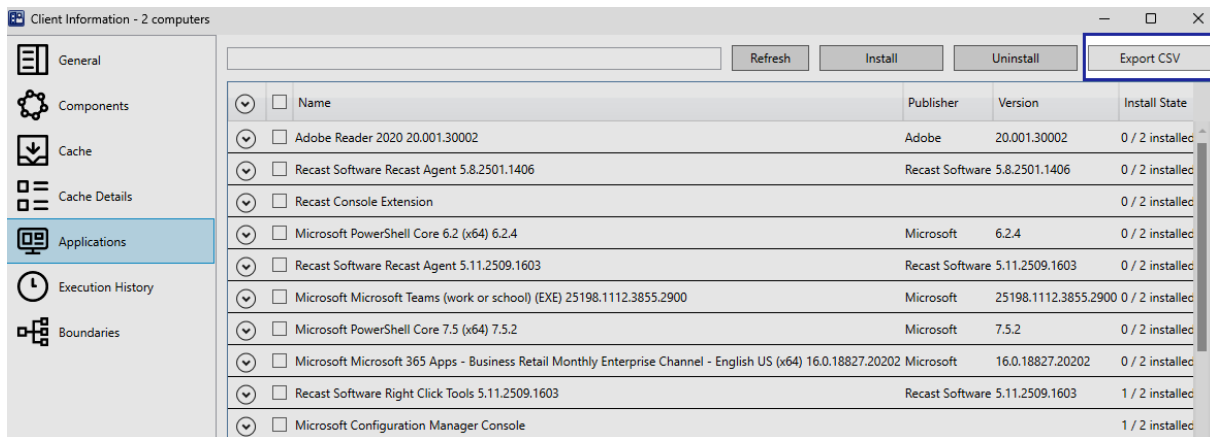 Client Information - 2 computers
General
Components
Cache
Cache Details
Applications
Execution History
Boundaries
Refresh Install Uninstall Export CSV
Name Publisher Version Install State
Adobe Reader 2020 20.001.30002 Adobe 20.001.30002 0 / 2 installed
Recast Software Recast Agent 5.8.2501.1406 Recast Software 5.8.2501.1406 0 / 2 installed
Recast Console Extension 0 / 2 installed
Microsoft PowerShell Core 6.2 (x64) 6.2.4 Microsoft 6.2.4 0 / 2 installed
Recast Software Recast Agent 5.11.2509.1603 Recast Software 5.11.2509.1603 0 / 2 installed
Microsoft Microsoft Teams (work or school) (EXE) 25198.1112.3855.2900 Microsoft 25198.1112.3855.2900 0 / 2 installed
Microsoft PowerShell Core 7.5 (x64) 7.5.2 Microsoft 7.5.2 0 / 2 installed
Microsoft Microsoft 365 Apps - Business Retail Monthly Enterprise Channel - English US (x64) 16.0.18827.20202 Microsoft 16.0.18827.20202 0 / 2 installed
Recast Software Right Click Tools 5.11.2509.1603 Recast Software 5.11.2509.1603 1 / 2 installed
Microsoft Configuration Manager Console 1 / 2 installed